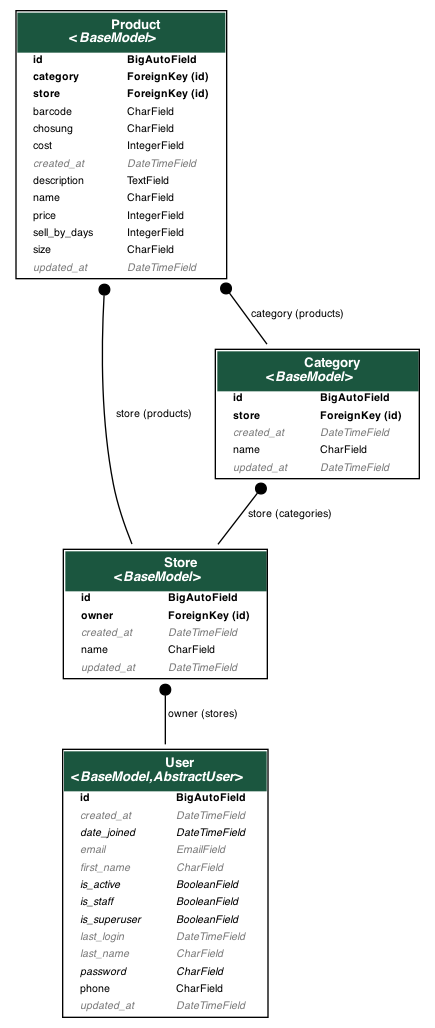 Product
<BaseModel>
id BigAutoField
category ForeignKey (id)
store ForeignKey (id)
barcode CharField
chosung CharField
cost IntegerField
created_at DateTimeField
description TextField
name CharField
price IntegerField
sell_by_days IntegerField
size CharField
updated_at DateTimeField
category (products)
store (products)
Category
<BaseModel>
id BigAutoField
store ForeignKey (id)
created_at DateTimeField
name CharField
updated_at DateTimeField
store (categories)
Store
<BaseModel>
id BigAutoField
owner ForeignKey (id)
created_at DateTimeField
name CharField
updated_at DateTimeField
owner (stores)
User
<BaseModel,AbstractUser>
id BigAutoField
created_at DateTimeField
date_joined DateTimeField
email EmailField
first_name CharField
is_active BooleanField
is_staff BooleanField
is_superuser BooleanField
last_login DateTimeField
last_name CharField
password CharField
phone CharField
updated_at DateTimeField